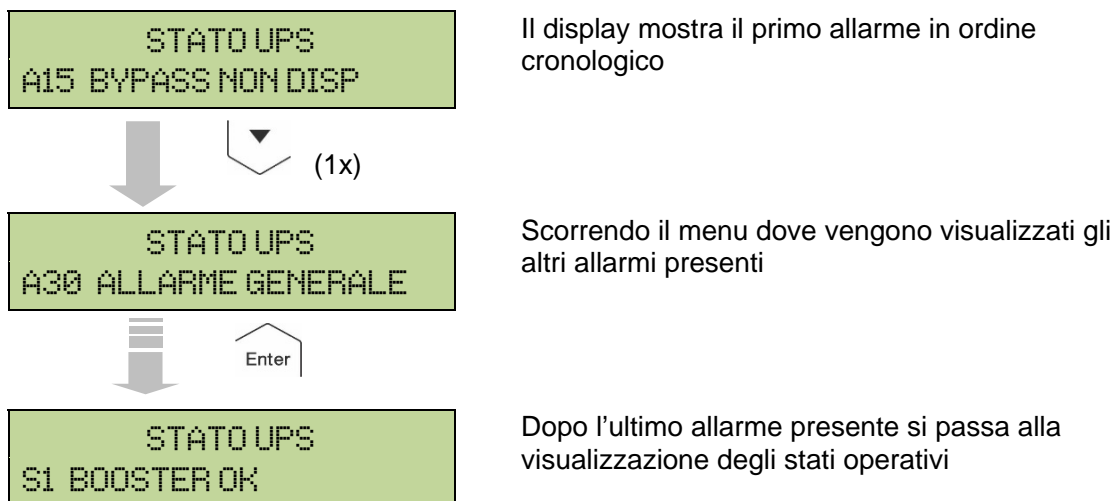 STATO UPS
A15 BYPASS NON DISP
Il display mostra il primo allarme in ordine
cronologico
(1x)
STATO UPS
A30 ALLARME GENERALE
Scorrendo il menu dove vengono visualizzati gli
altri allarmi presenti
Enter
STATO UPS
S1 BOOSTER OK
Dopo l'ultimo allarme presente si passa alla
visualizzazione degli stati operativi